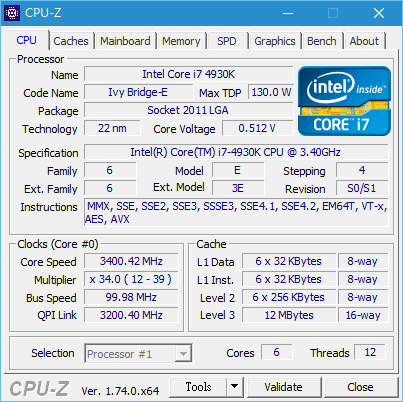 CPU-Z
CPU Caches Mainboard Memory SPD Graphics Bench About
Processor
Name Intel Core i7 4930K
Code Name Ivy Bridge-E Max TDP 130.0 W
Package Socket 2011 LGA
Technology 22 nm Core Voltage 0.512 V
intel inside™
CORE™ i7
Specification Intel(R) Core(TM) i7-4930K CPU @ 3.40GHz
Family 6 Model E Stepping 4
Ext. Family 6 Ext. Model 3E Revision S0/S1
Instructions MMX, SSE, SSE2, SSE3, SSSE3, SSE4.1, SSE4.2, EM64T, VT-x,
AES, AVX
Clocks (Core #0)
Core Speed 3400.42 MHz
Multiplier x 34.0 ( 12 - 39 )
Bus Speed 99.98 MHz
QPI Link 3200.40 MHz
Cache
L1 Data 6 x 32 KBytes 8-way
L1 Inst. 6 x 32 KBytes 8-way
Level 2 6 x 256 KBytes 8-way
Level 3 12 MBytes 16-way
Selection Processor #1 Cores 6 Threads 12
CPU-Z Ver. 1.74.0.x64 Tools Validate Close